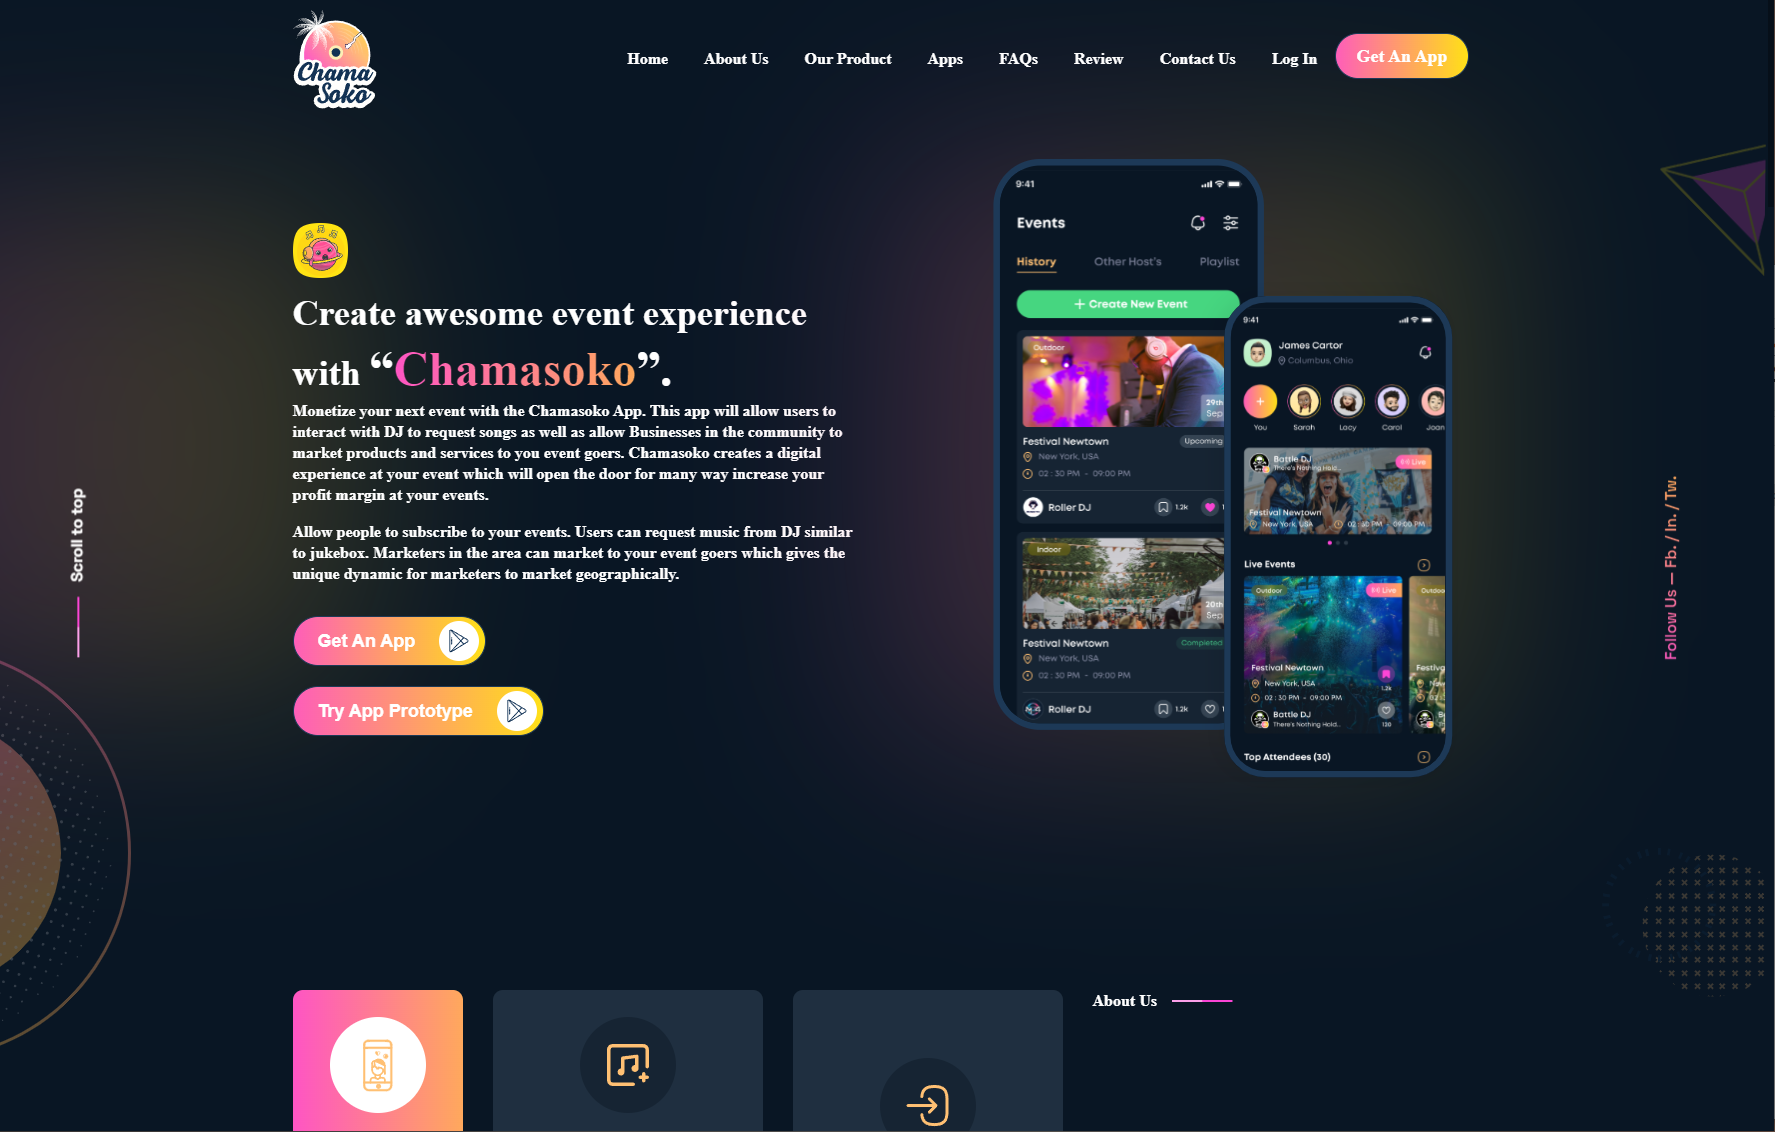 Chama
Soko
Home
About Us
Our Product
Apps
FAQs
Review
Contact Us
Log In
Get An App
Create awesome event experience
with “Chamasoko”.
Monetize your next event with the Chamasoko App. This app will allow users to
interact with DJ to request songs as well as allow Businesses in the community to
market products and services to you event goers. Chamasoko creates a digital
experience at your event which will open the door for many way increase your
profit margin at your events.
Allow people to subscribe to your events. Users can request music from DJ similar
to jukebox. Marketers in the area can market to your event goers which gives the
unique dynamic for marketers to market geographically.
Get An App
Try App Prototype
Scroll to top
9:41
Events
History
Other Host's
Playlist
+ Create New Event
Outdoor
29th
Sep
Festival Newtown
Upcoming
New York, USA
02 : 30 PM - 09:00 PM
Roller DJ
1.2k
Indoor
20th
Sep
Festival Newtown
Completed
New York, USA
02 : 30 PM - 09:00 PM
Roller DJ
1.2k
9:41
James Cartor
Columbus, Ohio
You
Sarah
Lacy
Carol
Joan
Battle DJ
There's Nothing Hold...
Live
Festival Newtown
New York, USA
02 : 30 PM - 09:00 PM
Live Events
Outdoor
Live
Outdoo
Festival Newtown
New York, USA
02 : 30 PM - 09:00 PM
1.2k
Battle DJ
There's Nothing Hold...
130
Festival
Top Attendees (30)
Follow Us — Fb. / In. / Tw.
About Us